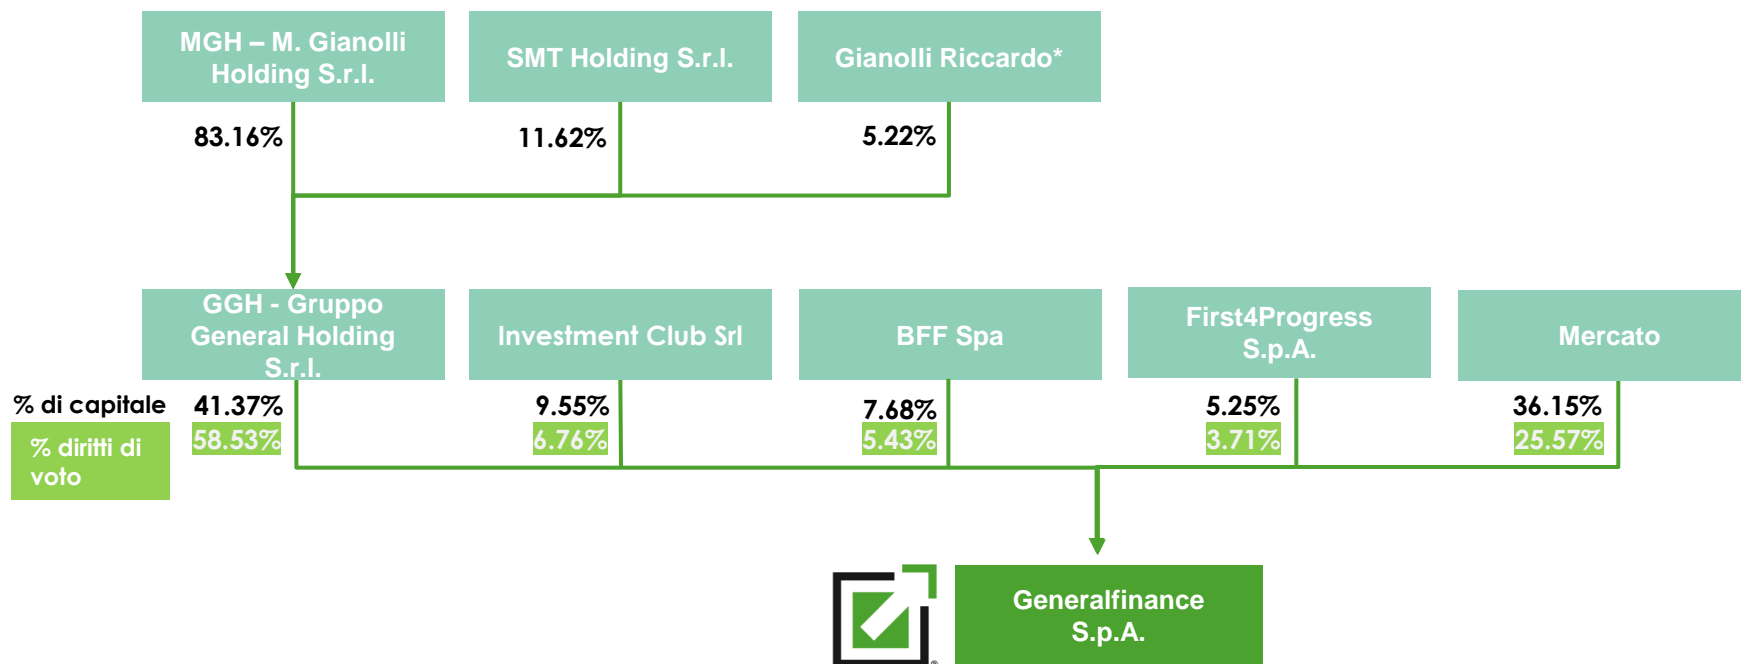 MGH – M. Gianolli
Holding S.r.l.
SMT Holding S.r.l.
Gianolli Riccardo*
83.16%
11.62%
5.22%
GGH - Gruppo
General Holding
S.r.l.
Investment Club Srl
BFF Spa
First4Progress
S.p.A.
Mercato
% di capitale
41.37%
9.55%
7.68%
5.25%
36.15%
% diritti di
voto
58.53%
6.76%
5.43%
3.71%
25.57%
Generalfinance
S.p.A.
®